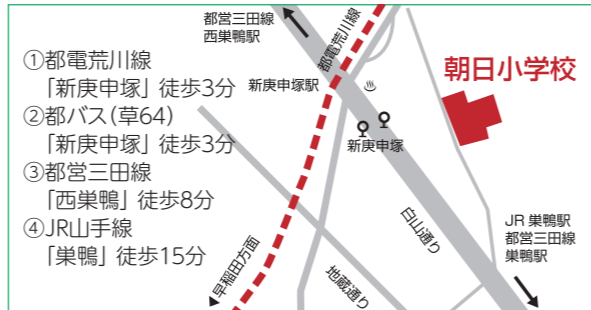 ①都電荒川線
「新庚申塚」徒歩3分
②都バス(草64)
「新庚申塚」徒歩3分
③都営三田線
「西巣鴨」徒歩8分
④JR山手線
「巣鴨」徒歩15分
都営三田線
西巣鴨駅
都電荒川線
新庚申塚駅
朝日小学校
新庚申塚
白山通り
JR 巣鴨駅
都営三田線
巣鴨駅
早稲田方面
地蔵通り